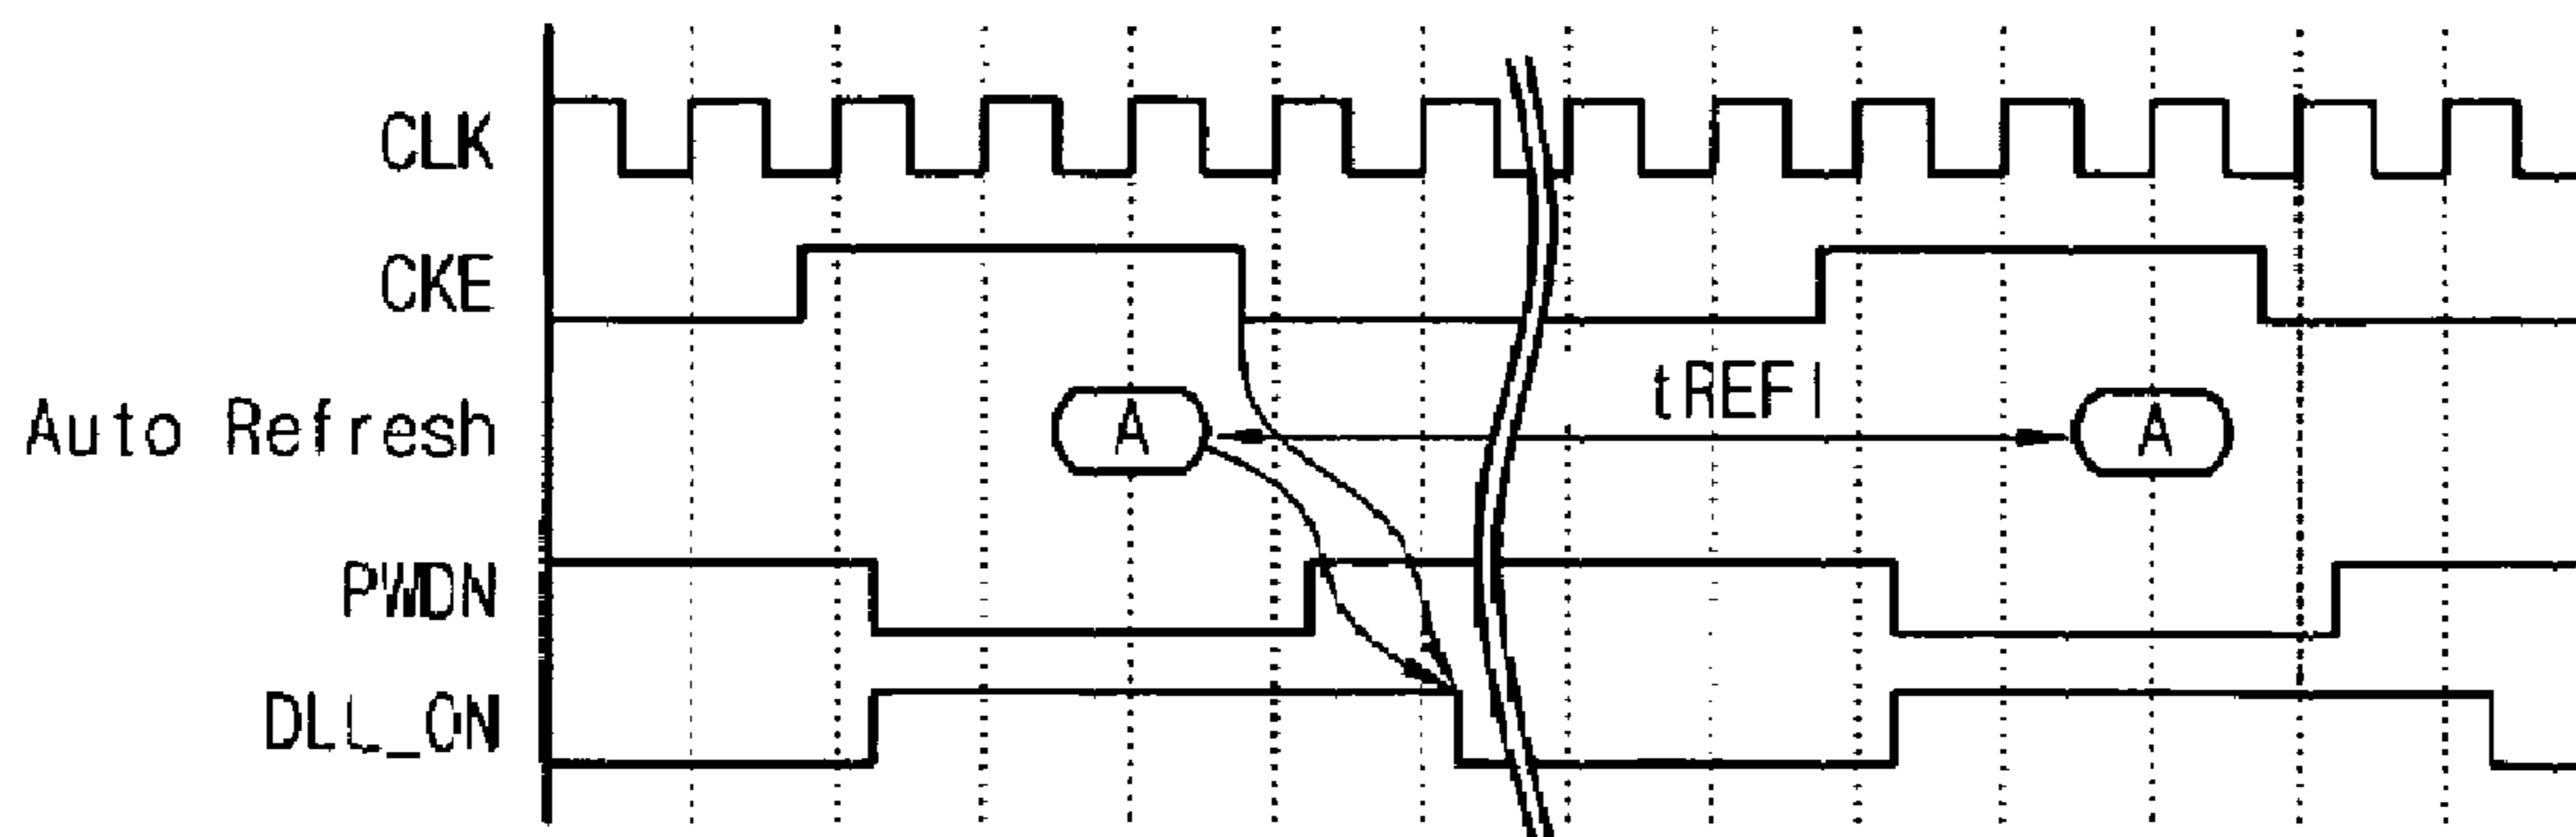 CLK
CKE
tREFI
Auto Refresh A A
PWDN
DLL_ON